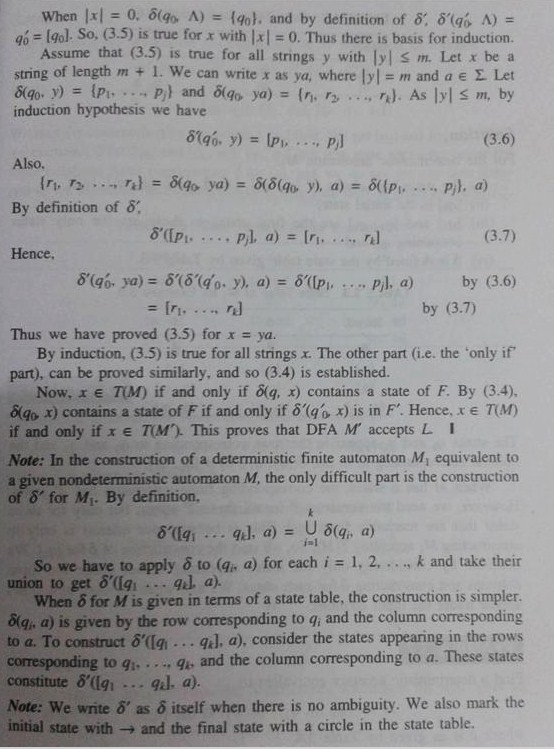 When |x| = 0, δ(q₀, Λ) = {q₀}, and by definition of δ′, δ′(q₀′, Λ) =
q₀′ = [q₀]. So, (3.5) is true for x with |x| = 0. Thus there is basis for induction.
Assume that (3.5) is true for all strings y with |y| ≤ m. Let x be a
string of length m + 1. We can write x as ya, where |y| = m and a ∈ Σ. Let
δ(q₀, y) = {p₁, . . ., pⱼ} and δ(q₀, ya) = {r₁, r₂, . . ., rₖ}. As |y| ≤ m, by
induction hypothesis we have
δ′(q₀′, y) = [p₁, . . ., pⱼ] (3.6)
Also,
{r₁, r₂, . . ., rₖ} = δ(q₀, ya) = δ(δ(q₀, y), a) = δ({p₁, . . ., pⱼ}, a)
By definition of δ′,
δ′([p₁, . . ., pⱼ], a) = [r₁, . . ., rₖ] (3.7)
Hence,
δ′(q₀′, ya) = δ′(δ′(q′₀, y), a) = δ′([p₁, . . ., pⱼ], a) by (3.6)
= [r₁, . . ., rₖ] by (3.7)
Thus we have proved (3.5) for x = ya.
By induction, (3.5) is true for all strings x. The other part (i.e. the ‘only if’
part), can be proved similarly, and so (3.4) is established.
Now, x ∈ T(M) if and only if δ(q, x) contains a state of F. By (3.4),
δ(q₀, x) contains a state of F if and only if δ′(q′₀, x) is in F′. Hence, x ∈ T(M)
if and only if x ∈ T(M′). This proves that DFA M′ accepts L. ▌
Note: In the construction of a deterministic finite automaton M₁ equivalent to
a given nondeterministic automaton M, the only difficult part is the construction
of δ′ for M₁. By definition,
k
δ′([q₁ . . . qₖ], a) = ∪ δ(qᵢ, a)
i=1
So we have to apply δ to (qᵢ, a) for each i = 1, 2, . . ., k and take their
union to get δ′([q₁ . . . qₖ], a).
When δ for M is given in terms of a state table, the construction is simpler.
δ(qᵢ, a) is given by the row corresponding to qᵢ and the column corresponding
to a. To construct δ′([q₁ . . . qₖ], a), consider the states appearing in the rows
corresponding to q₁, . . ., qₖ, and the column corresponding to a. These states
constitute δ′([q₁ . . . qₖ], a).
Note: We write δ′ as δ itself when there is no ambiguity. We also mark the
initial state with → and the final state with a circle in the state table.